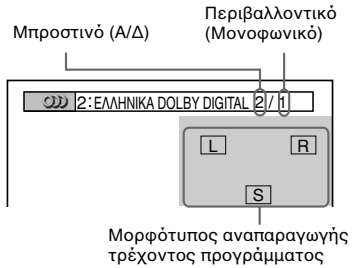 Περιβαλλοντικό
(Μονοφωνικό)
Μπροστινό (Α/Δ)
2: ΕΛΛΗΝΙΚΑ DOLBY DIGITAL 2 / 1
L R
S
Μορφότυπος αναπαραγωγής
τρέχοντος προγράμματος